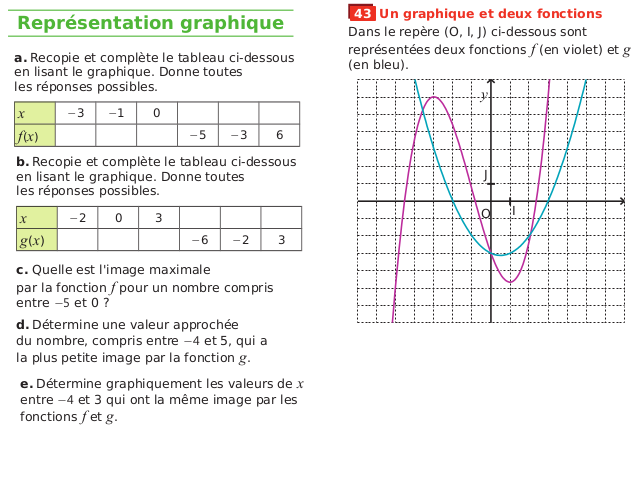 Représentation graphique
a. Recopie et complète le tableau ci-dessous
en lisant le graphique. Donne toutes
les réponses possibles.
x −3 −1 0
f(x) −5 −3 6
b. Recopie et complète le tableau ci-dessous
en lisant le graphique. Donne toutes
les réponses possibles.
x −2 0 3
g(x) −6 −2 3
c. Quelle est l'image maximale
par la fonction f pour un nombre compris
entre −5 et 0 ?
d. Détermine une valeur approchée
du nombre, compris entre −4 et 5, qui a
la plus petite image par la fonction g.
e. Détermine graphiquement les valeurs de x
entre −4 et 3 qui ont la même image par les
fonctions f et g.
43 Un graphique et deux fonctions
Dans le repère (O, I, J) ci-dessous sont
représentées deux fonctions f (en violet) et g
(en bleu).
y
J
O I